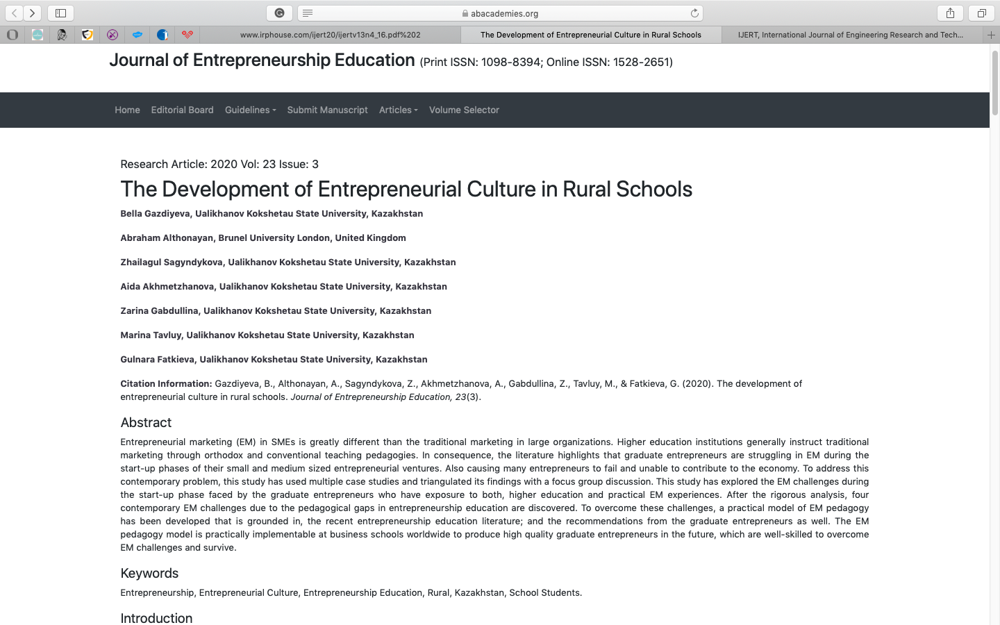 abacademies.org
www.irphouse.com/ijert20/ijertv13n4_16.pdf%202
The Development of Entrepreneurial Culture in Rural Schools
IJERT, International Journal of Engineering Research and Tech...
Journal of Entrepreneurship Education (Print ISSN: 1098-8394; Online ISSN: 1528-2651)
Home Editorial Board Guidelines Submit Manuscript Articles Volume Selector
Research Article: 2020 Vol: 23 Issue: 3
The Development of Entrepreneurial Culture in Rural Schools
Bella Gazdiyeva, Ualikhanov Kokshetau State University, Kazakhstan
Abraham Althonayan, Brunel University London, United Kingdom
Zhailagul Sagyndykova, Ualikhanov Kokshetau State University, Kazakhstan
Aida Akhmetzhanova, Ualikhanov Kokshetau State University, Kazakhstan
Zarina Gabdullina, Ualikhanov Kokshetau State University, Kazakhstan
Marina Tavluy, Ualikhanov Kokshetau State University, Kazakhstan
Gulnara Fatkieva, Ualikhanov Kokshetau State University, Kazakhstan
Citation Information: Gazdiyeva, B., Althonayan, A., Sagyndykova, Z., Akhmetzhanova, A., Gabdullina, Z., Tavluy, M., & Fatkieva, G. (2020). The development of
entrepreneurial culture in rural schools. Journal of Entrepreneurship Education, 23(3).
Abstract
Entrepreneurial marketing (EM) in SMEs is greatly different than the traditional marketing in large organizations. Higher education institutions generally instruct traditional
marketing through orthodox and conventional teaching pedagogies. In consequence, the literature highlights that graduate entrepreneurs are struggling in EM during the
start-up phases of their small and medium sized entrepreneurial ventures. Also causing many entrepreneurs to fail and unable to contribute to the economy. To address this
contemporary problem, this study has used multiple case studies and triangulated its findings with a focus group discussion. This study has explored the EM challenges during
the start-up phase faced by the graduate entrepreneurs who have exposure to both, higher education and practical EM experiences. After the rigorous analysis, four
contemporary EM challenges due to the pedagogical gaps in entrepreneurship education are discovered. To overcome these challenges, a practical model of EM pedagogy
has been developed that is grounded in, the recent entrepreneurship education literature; and the recommendations from the graduate entrepreneurs as well. The EM
pedagogy model is practically implementable at business schools worldwide to produce high quality graduate entrepreneurs in the future, which are well-skilled to overcome
EM challenges and survive.
Keywords
Entrepreneurship, Entrepreneurial Culture, Entrepreneurship Education, Rural, Kazakhstan, School Students.
Introduction